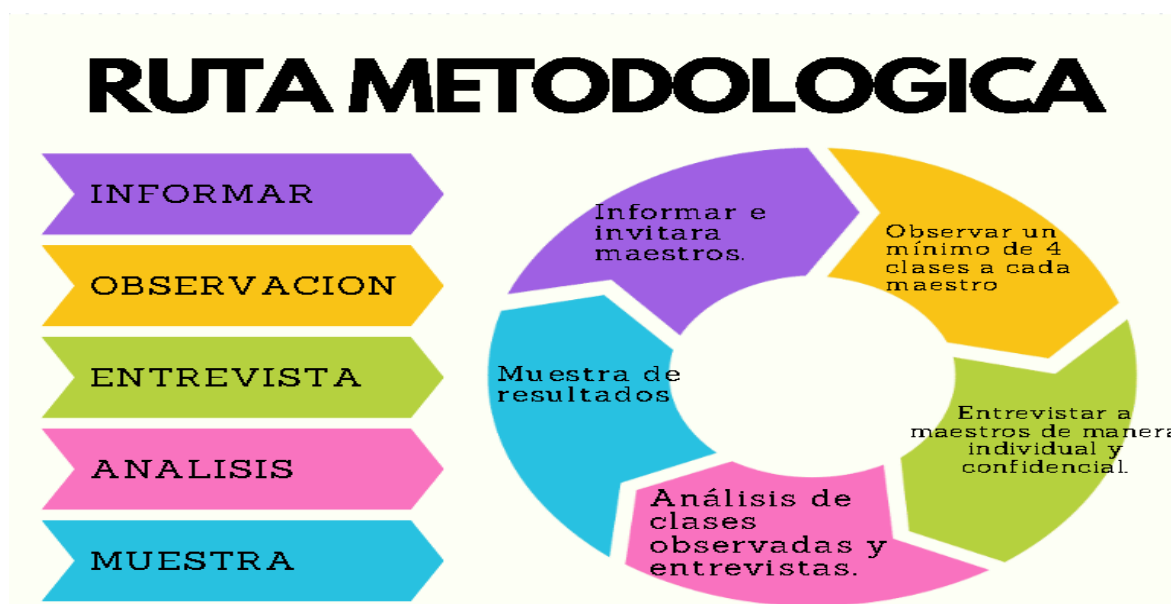 RUTA METODOLOGICA
INFORMAR
OBSERVACION
ENTREVISTA
ANALISIS
MUESTRA
Informar e
invitara
maestros.
Observar un
mínimo de 4
clases a cada
maestro
Entrevistar a
maestros de manera
individual y
confidencial.
Análisis de
clases
observadas y
entrevistas.
Muestra de
resultados